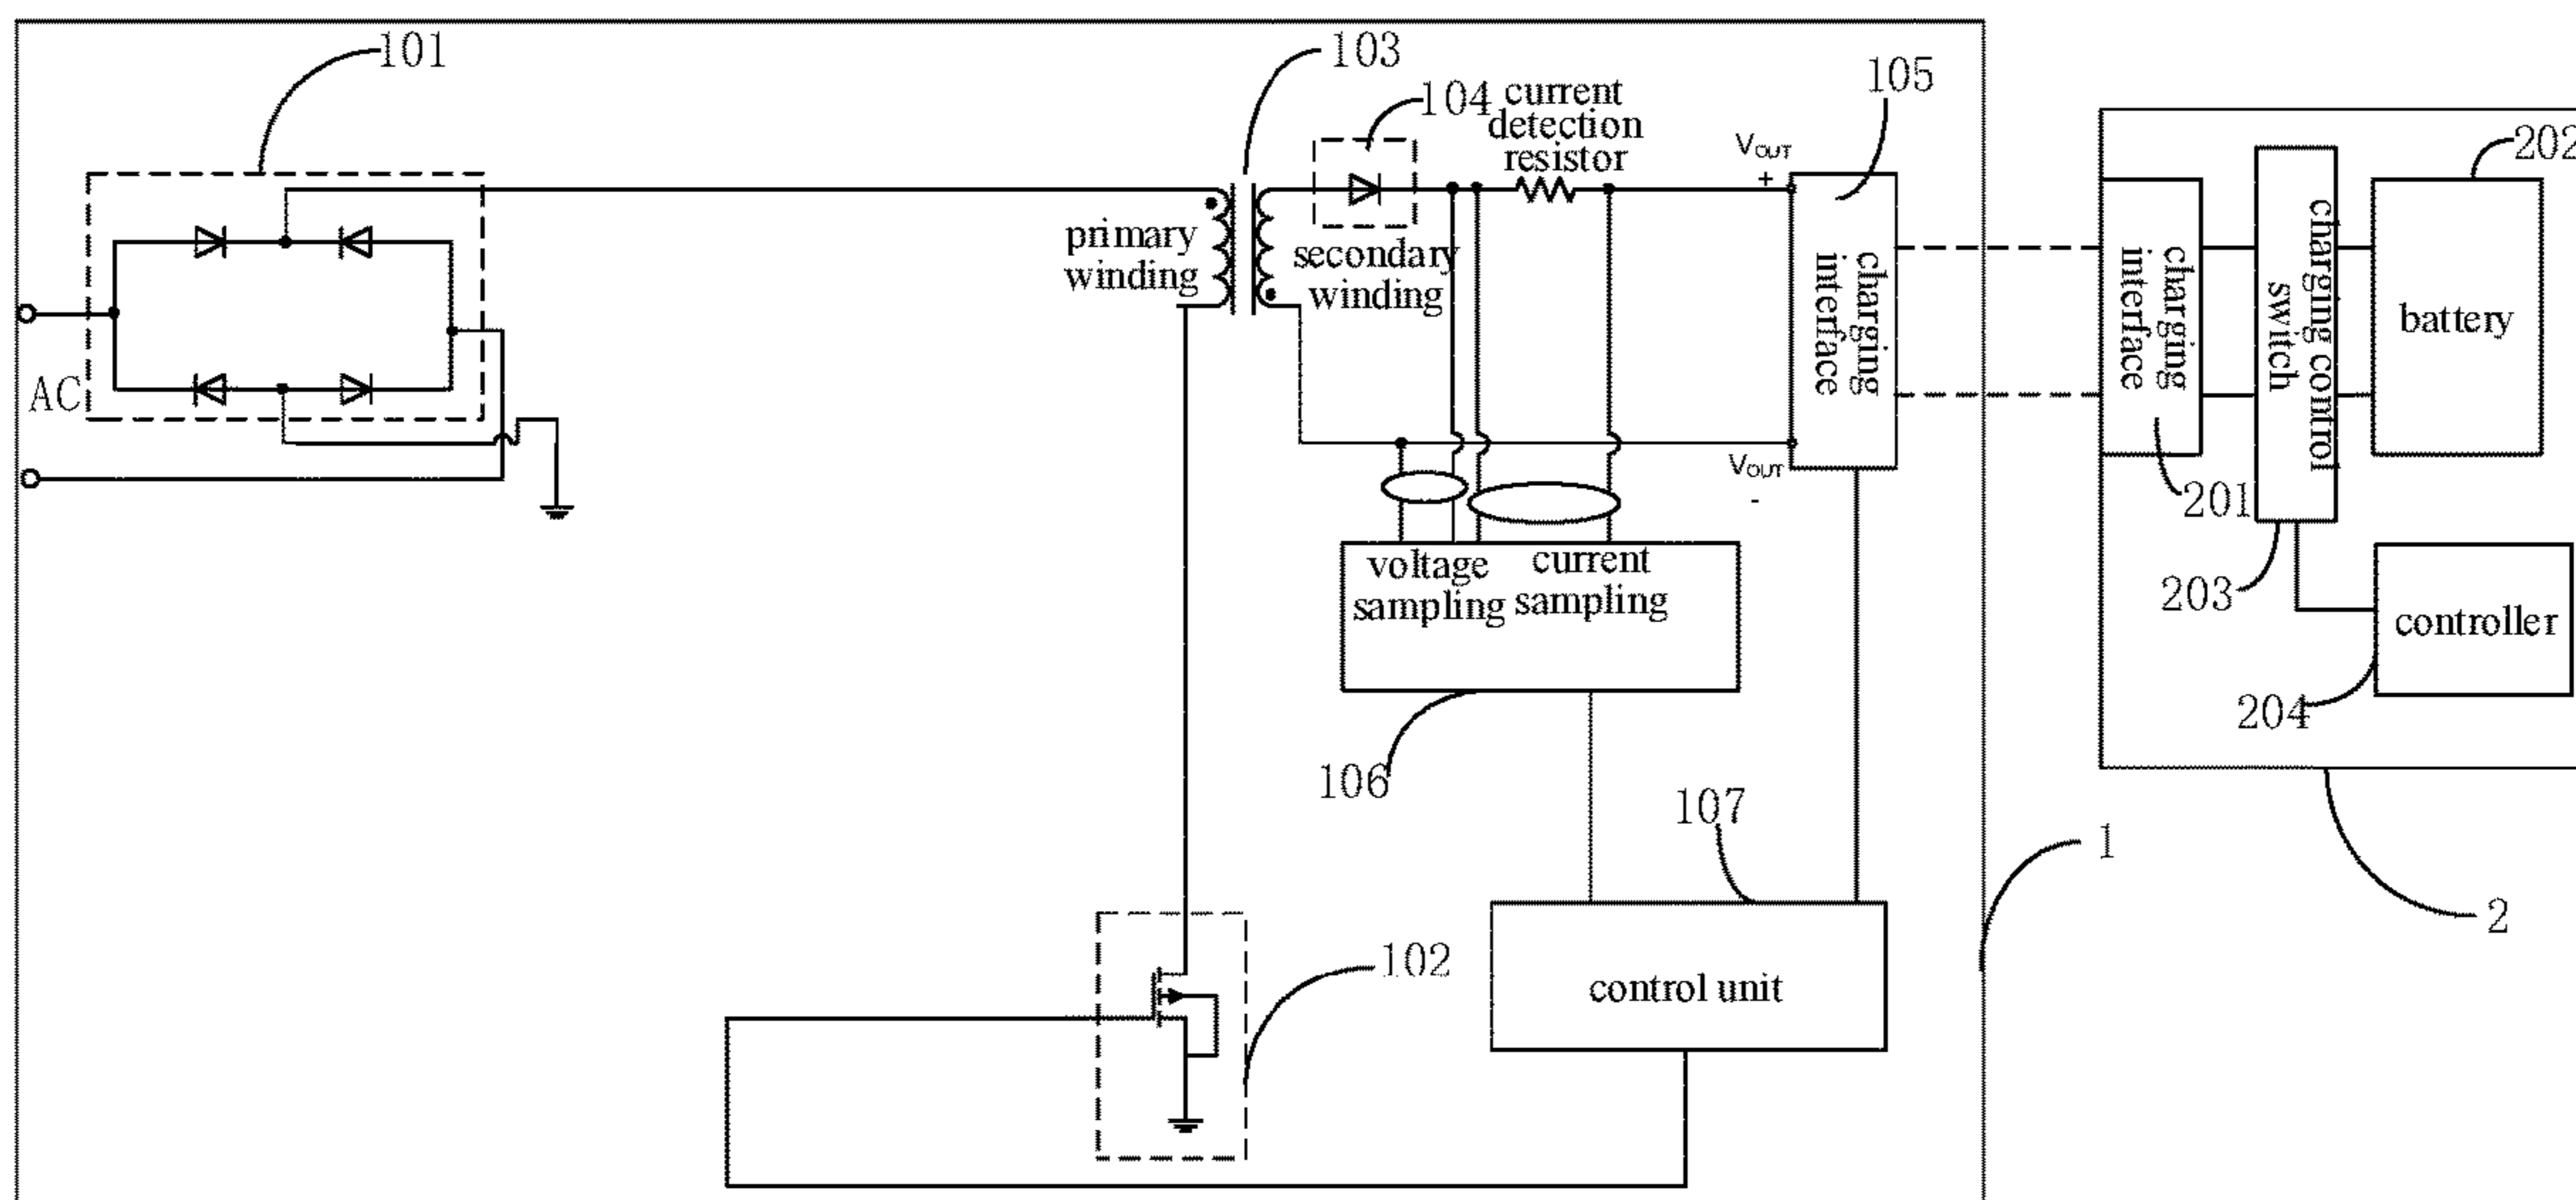 101
103
104
current
detection
resistor
105
202
VOUT
+
primary
winding
secondary
winding
charging
interface
charging
interface
charging control
switch
battery
AC
VOUT
-
201
voltage
sampling
current
sampling
203
controller
204
106
107
1
2
102
control unit